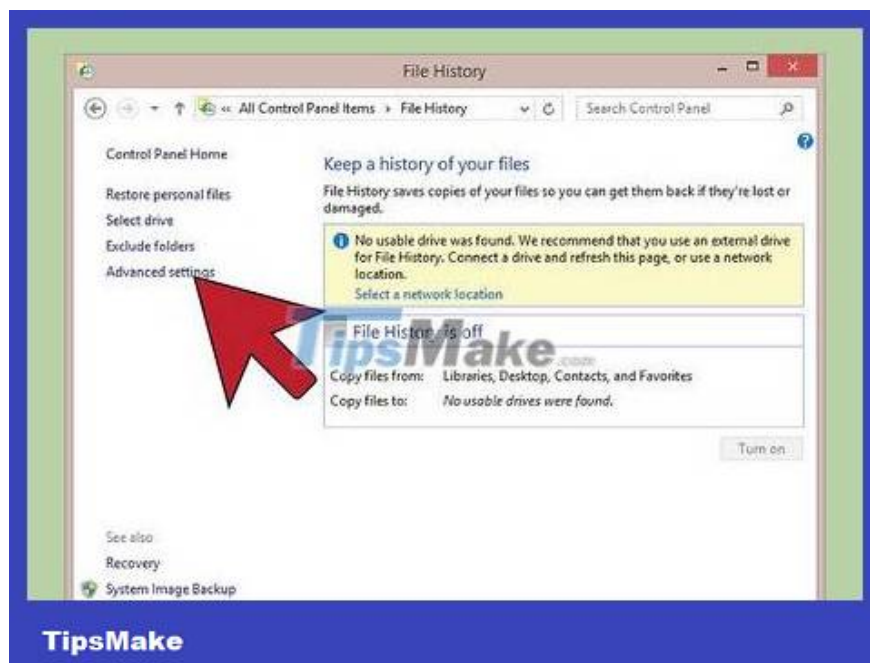 File History
« All Control Panel Items › File History
Search Control Panel
Control Panel Home
Restore personal files
Select drive
Exclude folders
Advanced settings
Keep a history of your files
File History saves copies of your files so you can get them back if they're lost or
damaged.
No usable drive was found. We recommend that you use an external drive
for File History. Connect a drive and refresh this page, or use a network
location.
Select a network location
File History is off
TipsMake.com
Copy files from: Libraries, Desktop, Contacts, and Favorites
Copy files to: No usable drives were found.
Turn on
See also
Recovery
System Image Backup
TipsMake